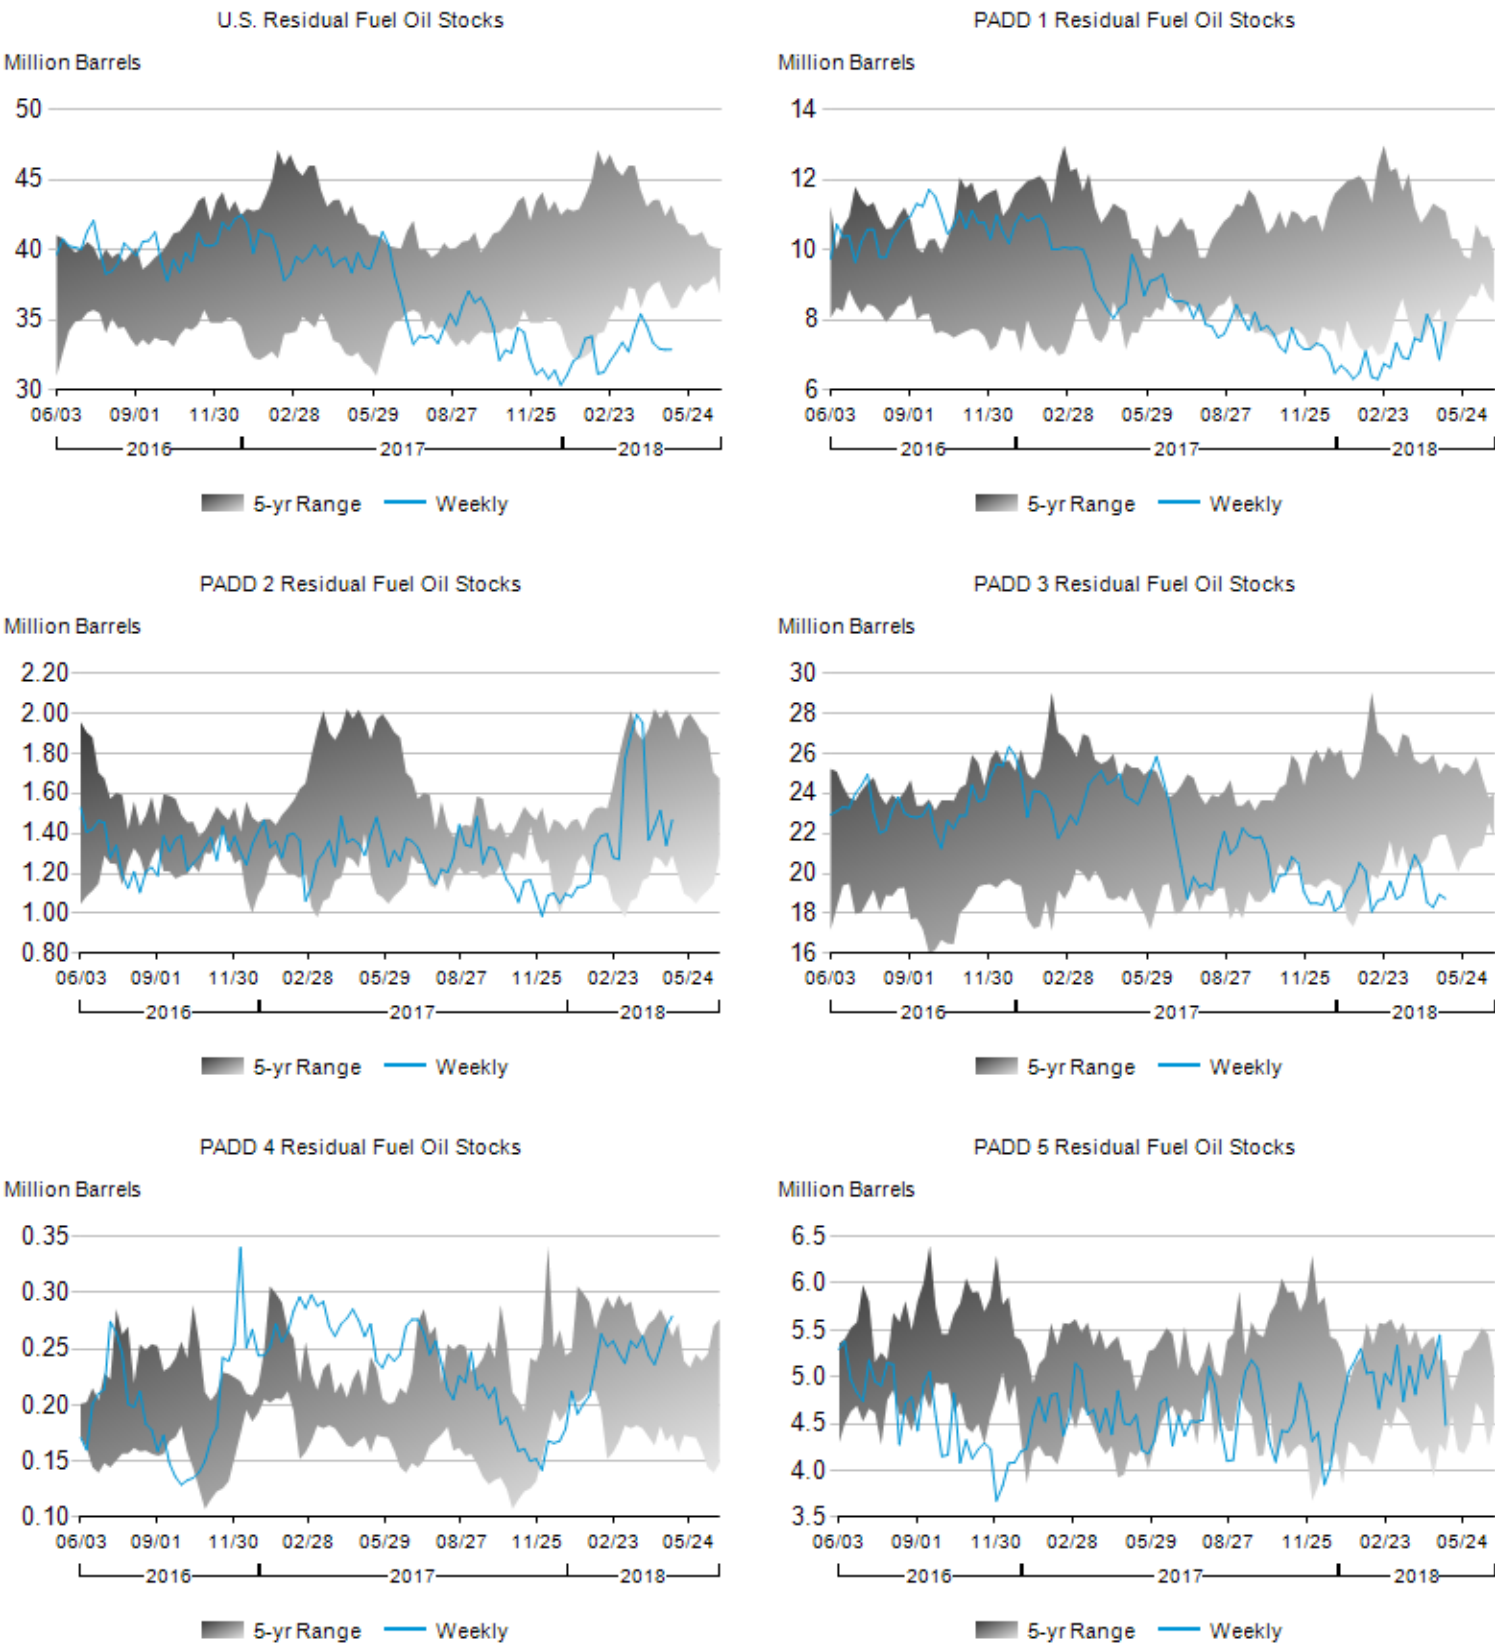 U.S. Residual Fuel Oil Stocks
Million Barrels
50
45
40
35
30
06/03 09/01 11/30 02/28 05/29 08/27 11/25 02/23 05/24
2016 2017 2018
5-yr Range Weekly
PADD 1 Residual Fuel Oil Stocks
Million Barrels
14
12
10
8
6
06/03 09/01 11/30 02/28 05/29 08/27 11/25 02/23 05/24
2016 2017 2018
5-yr Range Weekly
PADD 2 Residual Fuel Oil Stocks
Million Barrels
2.20
2.00
1.80
1.60
1.40
1.20
1.00
0.80
06/03 09/01 11/30 02/28 05/29 08/27 11/25 02/23 05/24
2016 2017 2018
5-yr Range Weekly
PADD 3 Residual Fuel Oil Stocks
Million Barrels
30
28
26
24
22
20
18
16
06/03 09/01 11/30 02/28 05/29 08/27 11/25 02/23 05/24
2016 2017 2018
5-yr Range Weekly
PADD 4 Residual Fuel Oil Stocks
Million Barrels
0.35
0.30
0.25
0.20
0.15
0.10
06/03 09/01 11/30 02/28 05/29 08/27 11/25 02/23 05/24
2016 2017 2018
5-yr Range Weekly
PADD 5 Residual Fuel Oil Stocks
Million Barrels
6.5
6.0
5.5
5.0
4.5
4.0
3.5
06/03 09/01 11/30 02/28 05/29 08/27 11/25 02/23 05/24
2016 2017 2018
5-yr Range Weekly